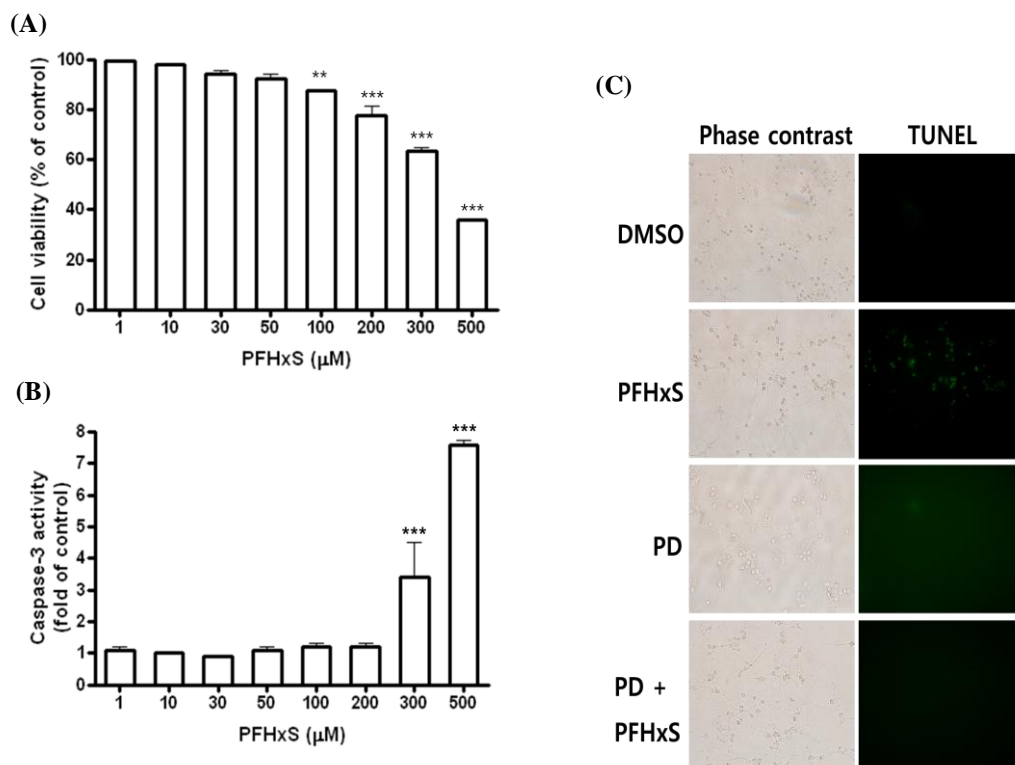 (A)
100
80
60
40
20
0
Cell viability (% of control)
**
***
***
***
1 10 30 50 100 200 300 500
PFHxS (μM)
(B)
8
7
6
5
4
3
2
1
0
Caspase-3 activity
(fold of control)
***
***
1 10 30 50 100 200 300 500
PFHxS (μM)
(C)
Phase contrast TUNEL
DMSO
PFHxS
PD
PD +
PFHxS